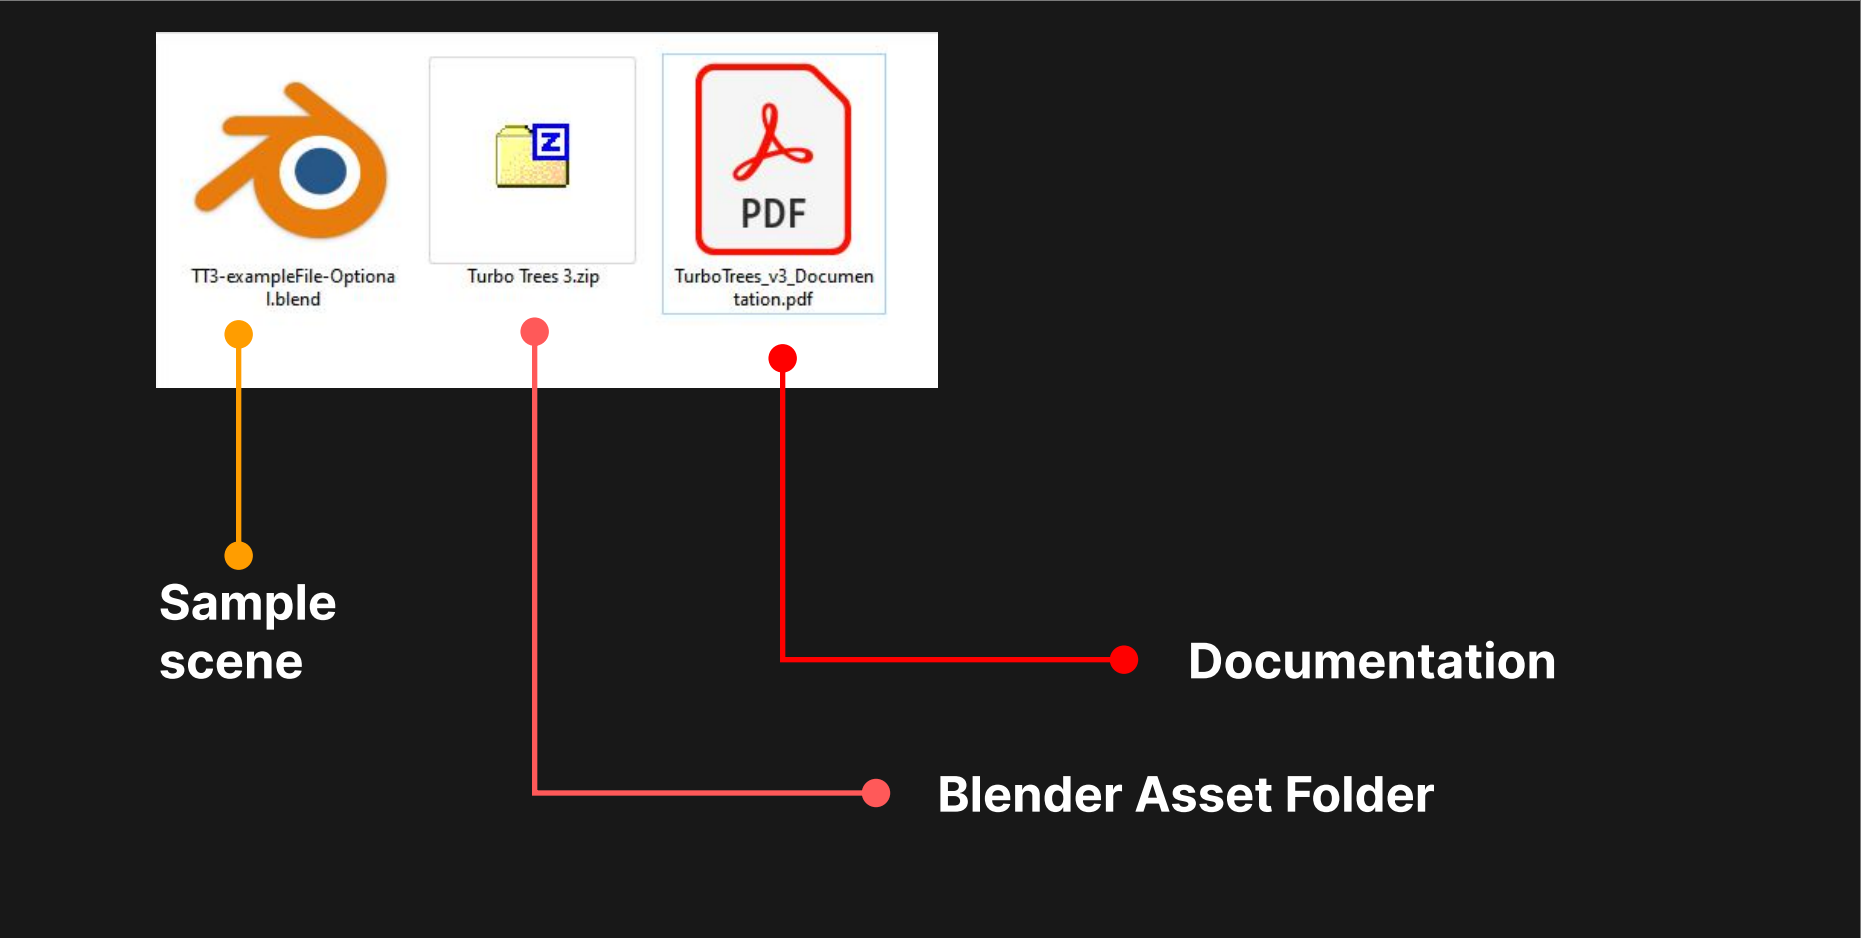 Z
PDF
TT3-exampleFile-Optiona
l.blend
Turbo Trees 3.zip
TurboTrees_v3_Documen
tation.pdf
Sample
scene
Documentation
Blender Asset Folder